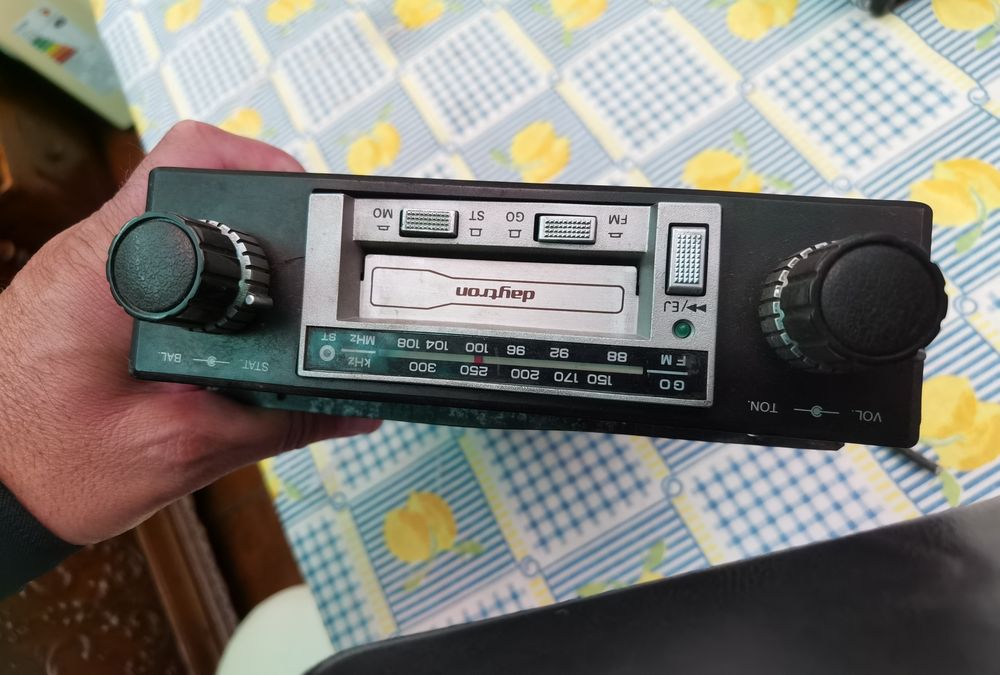 VOL. TON.
GO 150 170 200 250 300 kHz
FM 88 92 96 100 104 108 MHz ST
STAT. BAL.
▶▶/EJ
daytron
FM GO ST MO